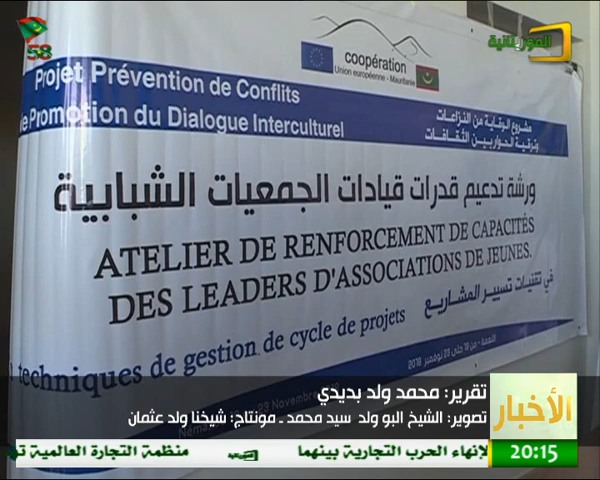 58
الموريتانية
coopération
Union européenne - Mauritanie
Projet Prévention de Conflits
Promotion du Dialogue Interculturel
مشروع الوقاية من النزاعات
وترقية الحوار بين الثقافات
ورشة تدعيم قدرات قيادات الجمعيات الشبابية
ATELIER DE RENFORCEMENT DE CAPACITÉS
DES LEADERS D'ASSOCIATIONS DE JEUNES.
في تقنيات تسيير المشاريع
techniques de gestion de cycle de projets
نوفمبر 2018
Novembre
تقرير: محمد ولد بديدي
تصوير: الشيخ البو ولد سيد محمد - مونتاج: شيخنا ولد عثمان
الأخبار
20:15
لإنهاء الحرب التجارية بينهما
منظمة التجارة العالمية